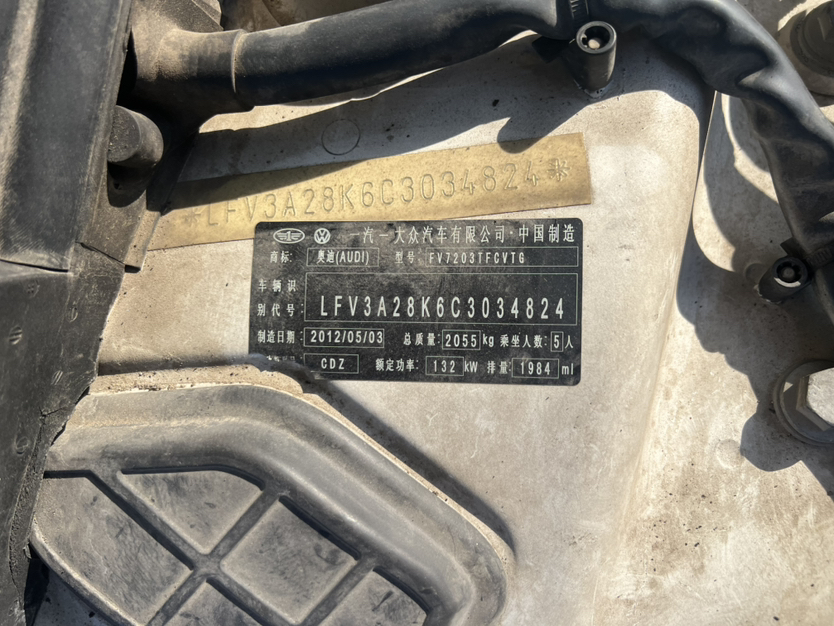 *LFV3A28K6C3034824*
一汽一大众汽车有限公司·中国制造
商标: 奥迪(AUDI) 型号: FV7203TFCVTG
车辆识
别代号: LFV3A28K6C3034824
制造日期: 2012/05/03 总质量: 2055 kg 乘坐人数: 5 人
CDZ 额定功率: 132 kW 排量: 1984 ml